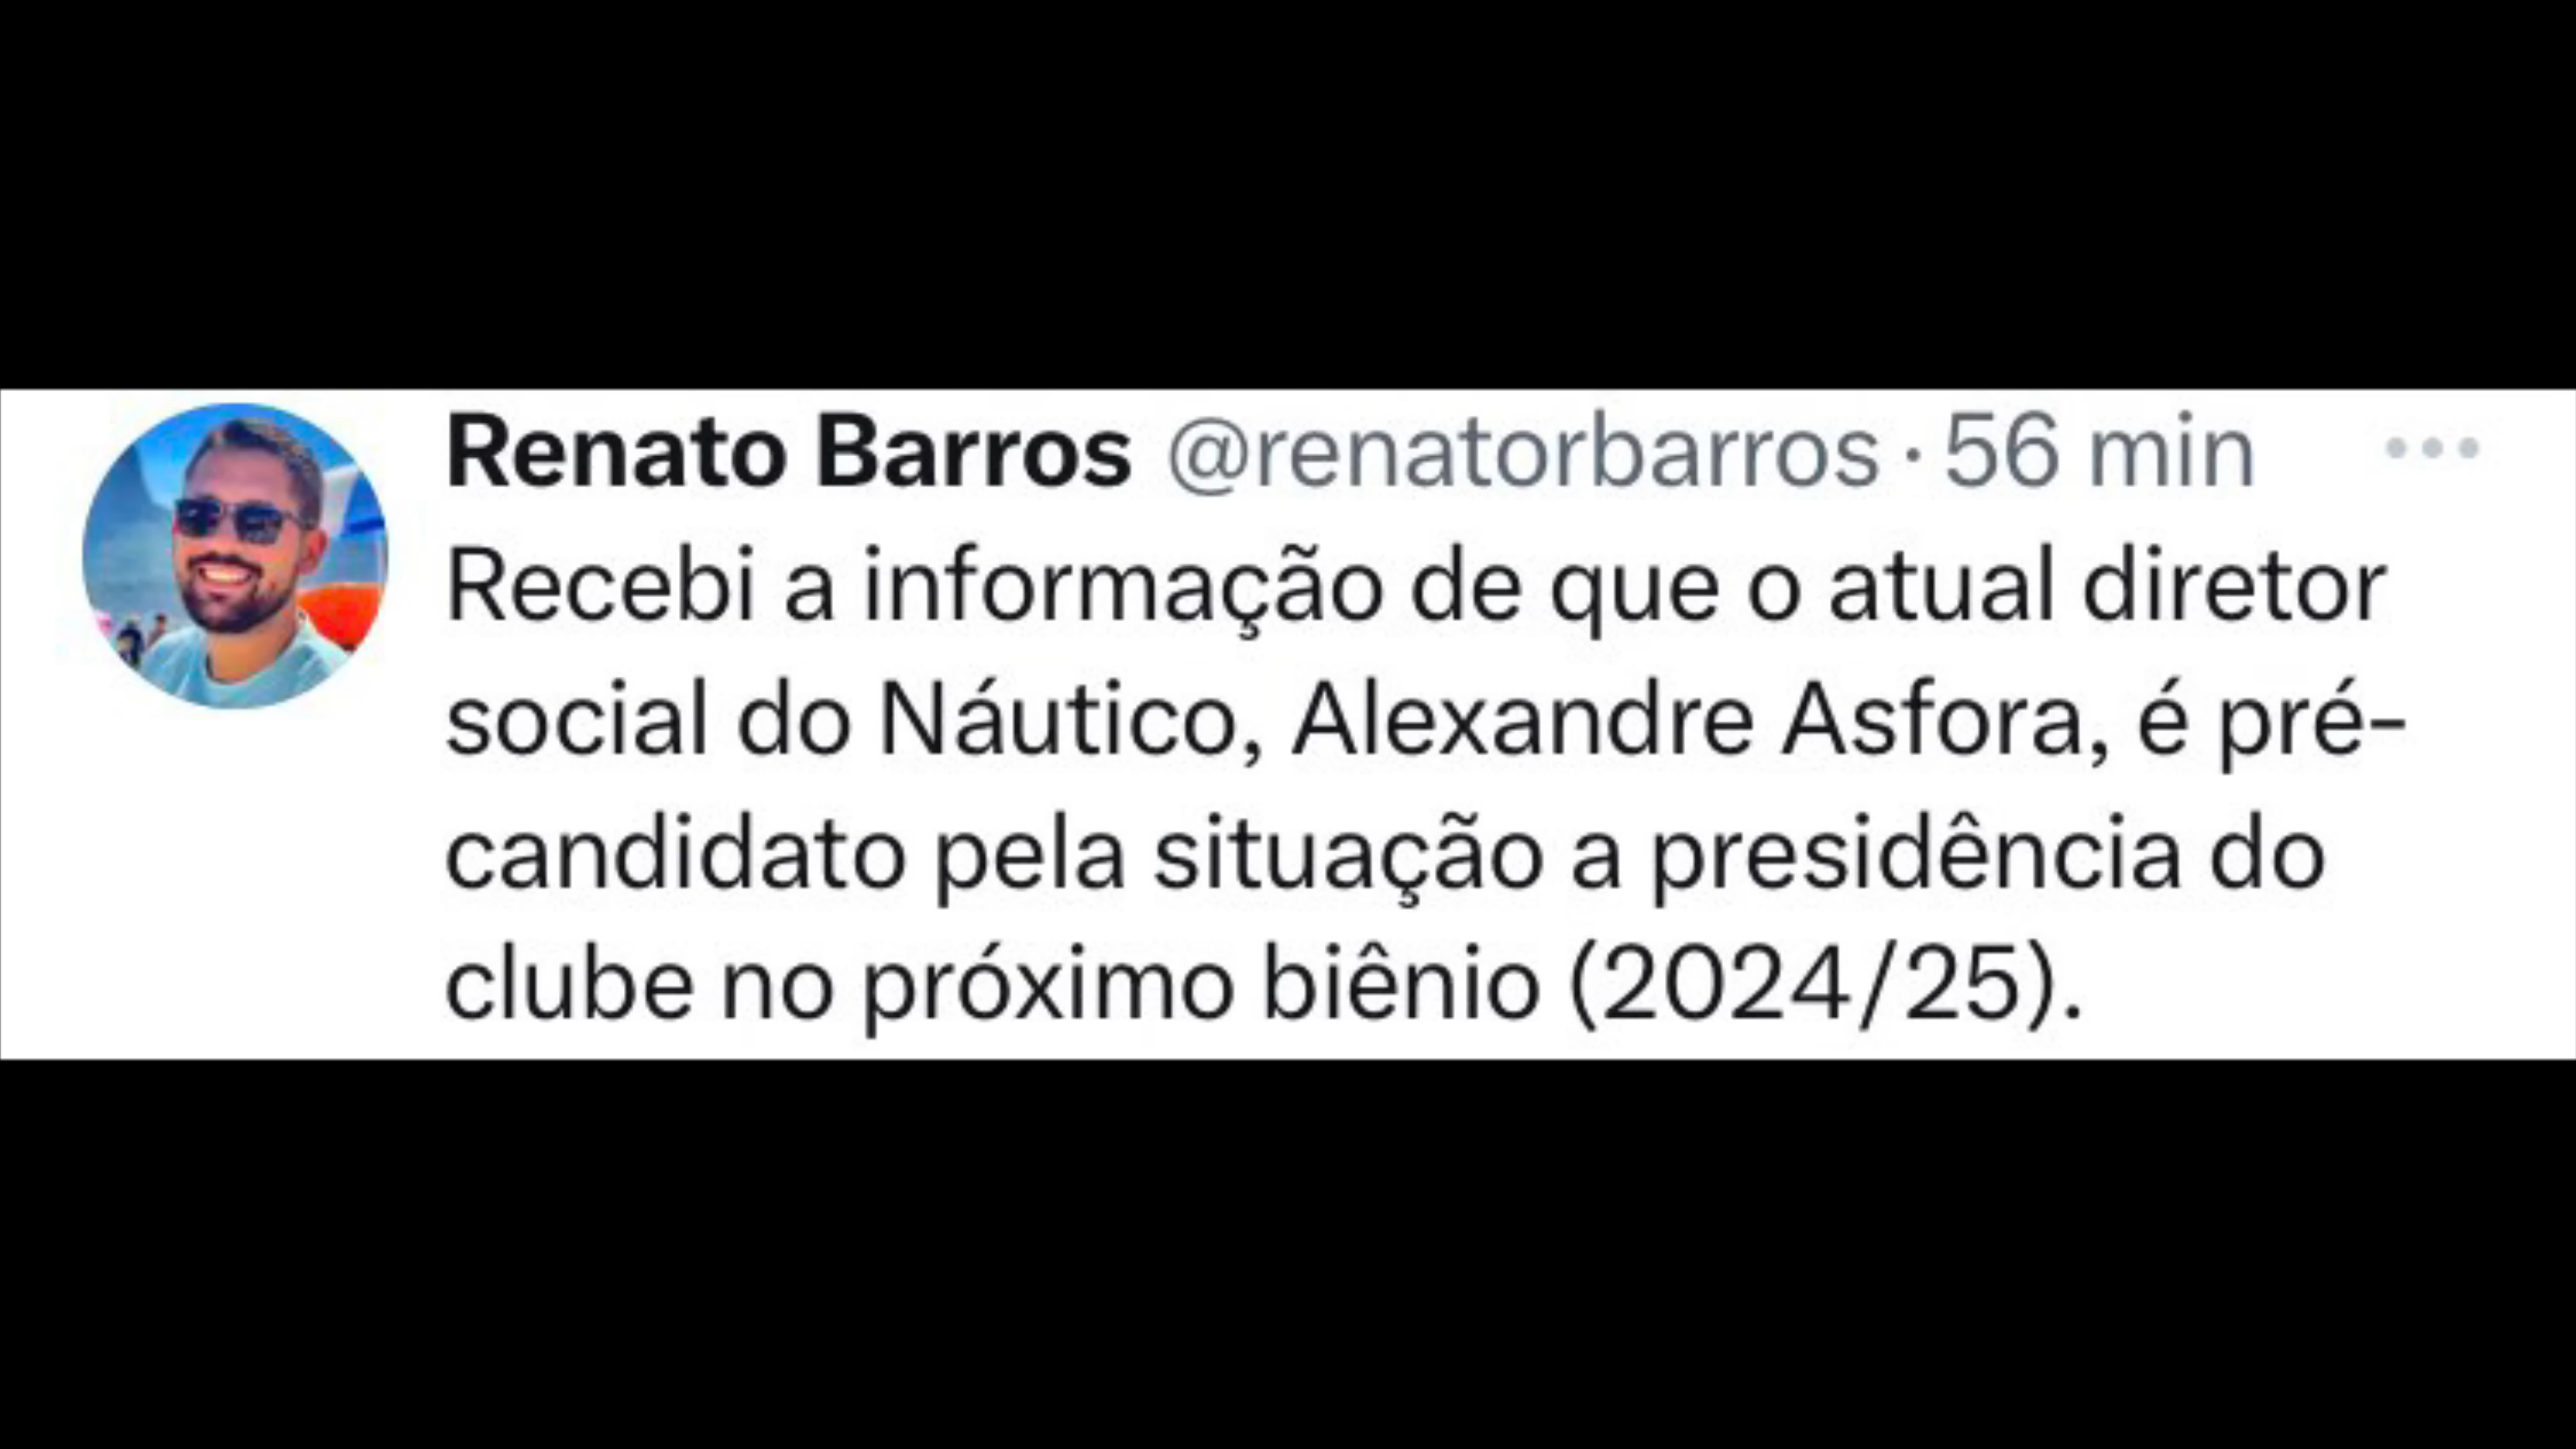 Renato Barros @renatorbarros · 56 min
Recebi a informação de que o atual diretor
social do Náutico, Alexandre Asfora, é pré-
candidato pela situação a presidência do
clube no próximo biênio (2024/25).